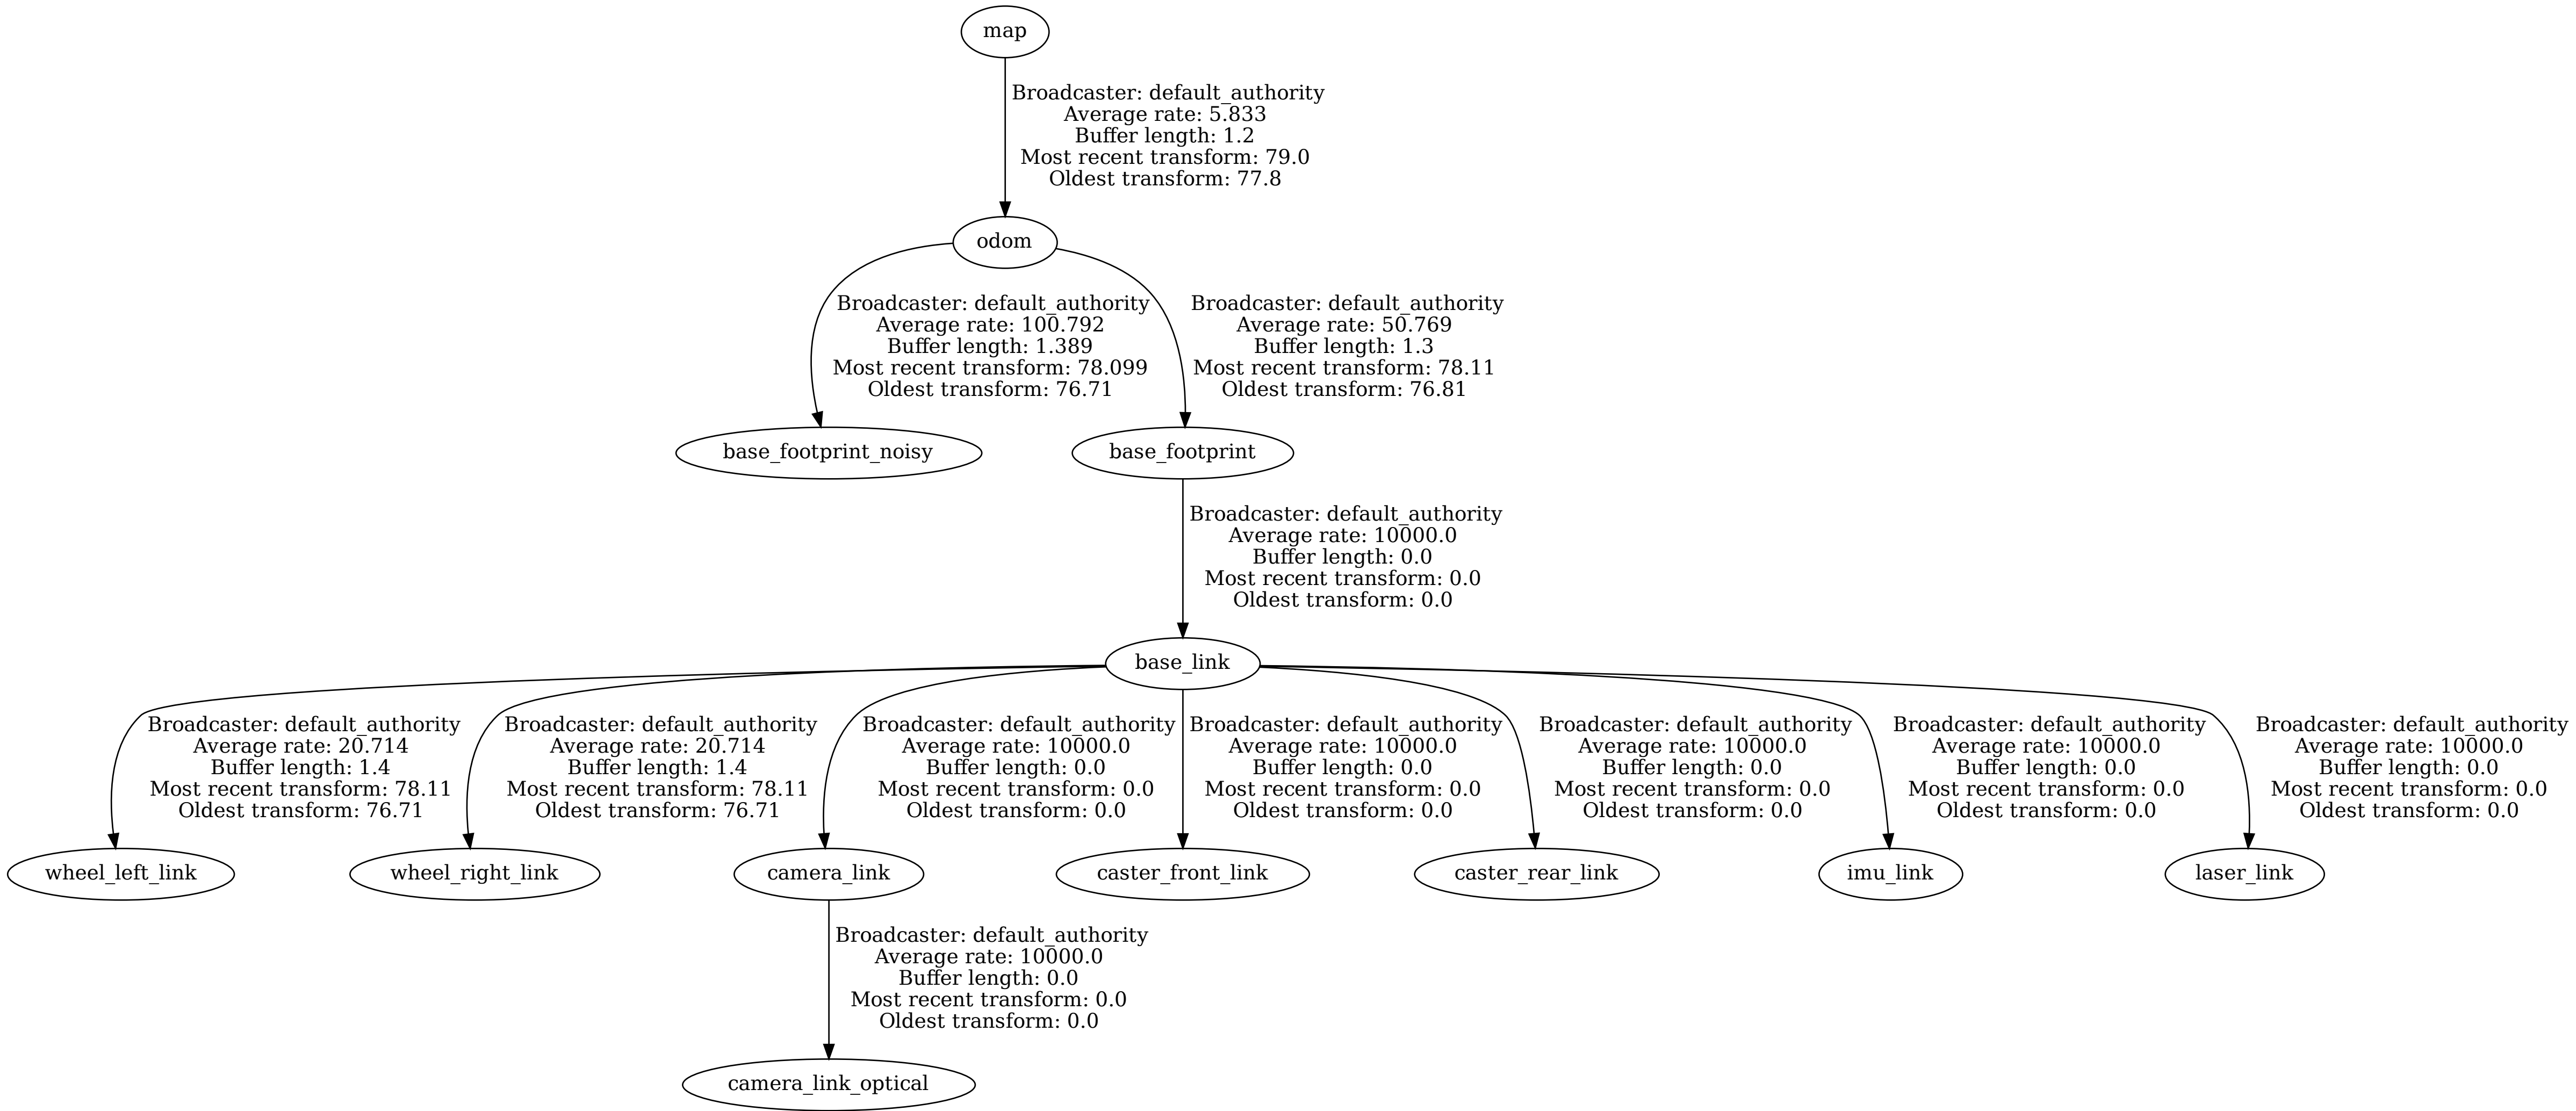 map
Broadcaster: default_authority
Average rate: 5.833
Buffer length: 1.2
Most recent transform: 79.0
Oldest transform: 77.8
odom
Broadcaster: default_authority
Average rate: 100.792
Buffer length: 1.389
Most recent transform: 78.099
Oldest transform: 76.71
Broadcaster: default_authority
Average rate: 50.769
Buffer length: 1.3
Most recent transform: 78.11
Oldest transform: 76.81
base_footprint_noisy
base_footprint
Broadcaster: default_authority
Average rate: 10000.0
Buffer length: 0.0
Most recent transform: 0.0
Oldest transform: 0.0
base_link
Broadcaster: default_authority
Average rate: 20.714
Buffer length: 1.4
Most recent transform: 78.11
Oldest transform: 76.71
Broadcaster: default_authority
Average rate: 20.714
Buffer length: 1.4
Most recent transform: 78.11
Oldest transform: 76.71
Broadcaster: default_authority
Average rate: 10000.0
Buffer length: 0.0
Most recent transform: 0.0
Oldest transform: 0.0
Broadcaster: default_authority
Average rate: 10000.0
Buffer length: 0.0
Most recent transform: 0.0
Oldest transform: 0.0
Broadcaster: default_authority
Average rate: 10000.0
Buffer length: 0.0
Most recent transform: 0.0
Oldest transform: 0.0
Broadcaster: default_authority
Average rate: 10000.0
Buffer length: 0.0
Most recent transform: 0.0
Oldest transform: 0.0
Broadcaster: default_authority
Average rate: 10000.0
Buffer length: 0.0
Most recent transform: 0.0
Oldest transform: 0.0
wheel_left_link
wheel_right_link
camera_link
caster_front_link
caster_rear_link
imu_link
laser_link
Broadcaster: default_authority
Average rate: 10000.0
Buffer length: 0.0
Most recent transform: 0.0
Oldest transform: 0.0
camera_link_optical